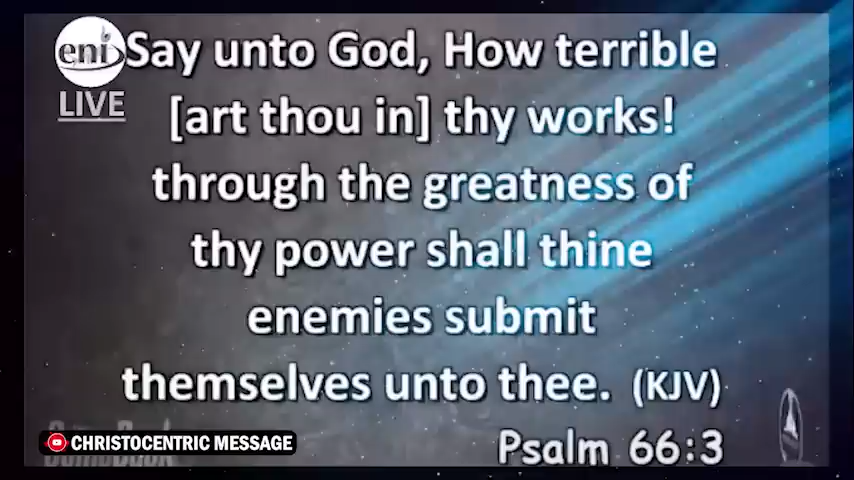 eni
LIVE
Say unto God, How terrible
[art thou in] thy works!
through the greatness of
thy power shall thine
enemies submit
themselves unto thee. (KJV)
Psalm 66:3
CHRISTOCENTRIC MESSAGE